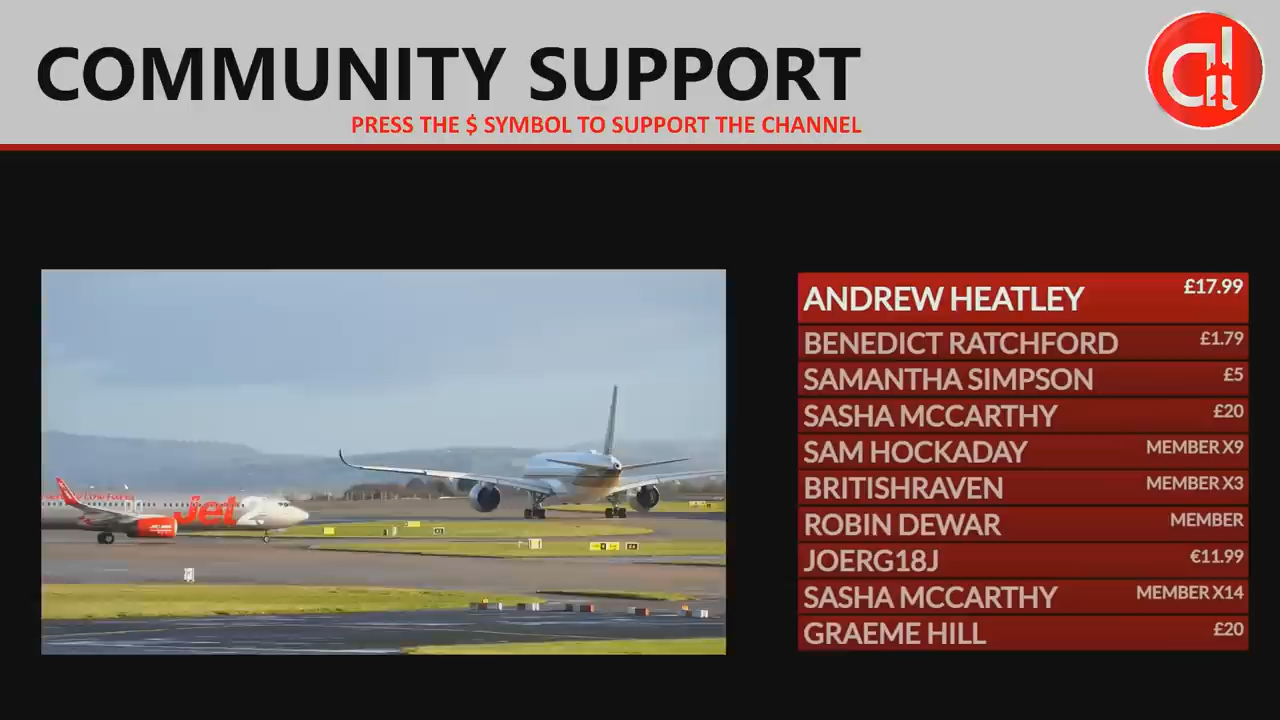 COMMUNITY SUPPORT
PRESS THE $ SYMBOL TO SUPPORT THE CHANNEL
Jet
ANDREW HEATLEY £17.99
BENEDICT RATCHFORD £1.79
SAMANTHA SIMPSON £5
SASHA MCCARTHY £20
SAM HOCKADAY MEMBER X9
BRITISHRAVEN MEMBER X3
ROBIN DEWAR MEMBER
JOERG18J €11.99
SASHA MCCARTHY MEMBER X14
GRAEME HILL £20